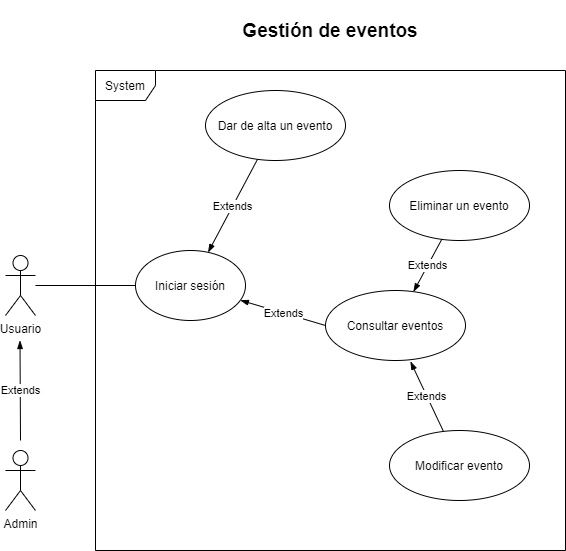 Gestión de eventos
System
Dar de alta un evento
Extends
Eliminar un evento
Extends
Iniciar sesión
Extends
Consultar eventos
Usuario
Extends
Extends
Modificar evento
Admin